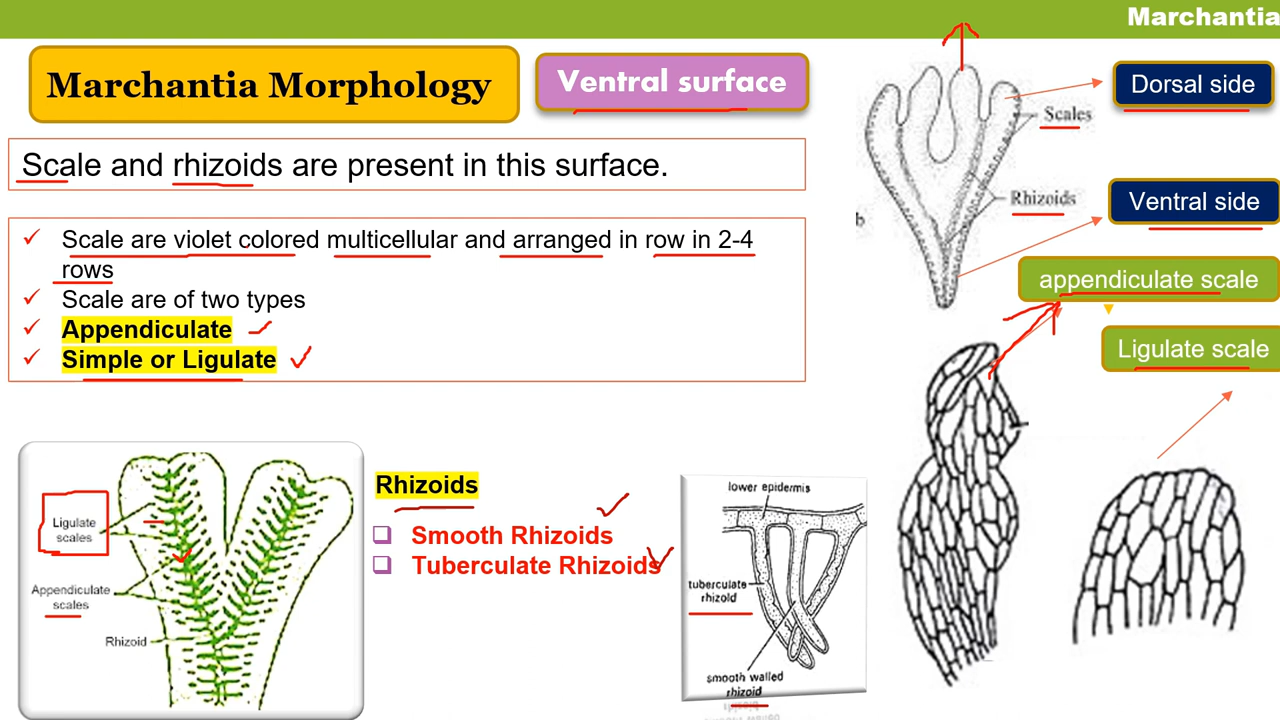 Marchantia
Marchantia Morphology
Ventral surface
Scale and rhizoids are present in this surface.
Scale are violet colored multicellular and arranged in row in 2-4
rows
Scale are of two types
Appendiculate
Simple or Ligulate
Dorsal side
Scales
Rhizoids
b
Ventral side
appendiculate scale
Ligulate scale
Ligulate
scales
Appendiculate
scales
Rhizoid
Rhizoids
Smooth Rhizoids
Tuberculate Rhizoids
lower epidermis
tuberculate
rhizoid
smooth walled
rhizoid